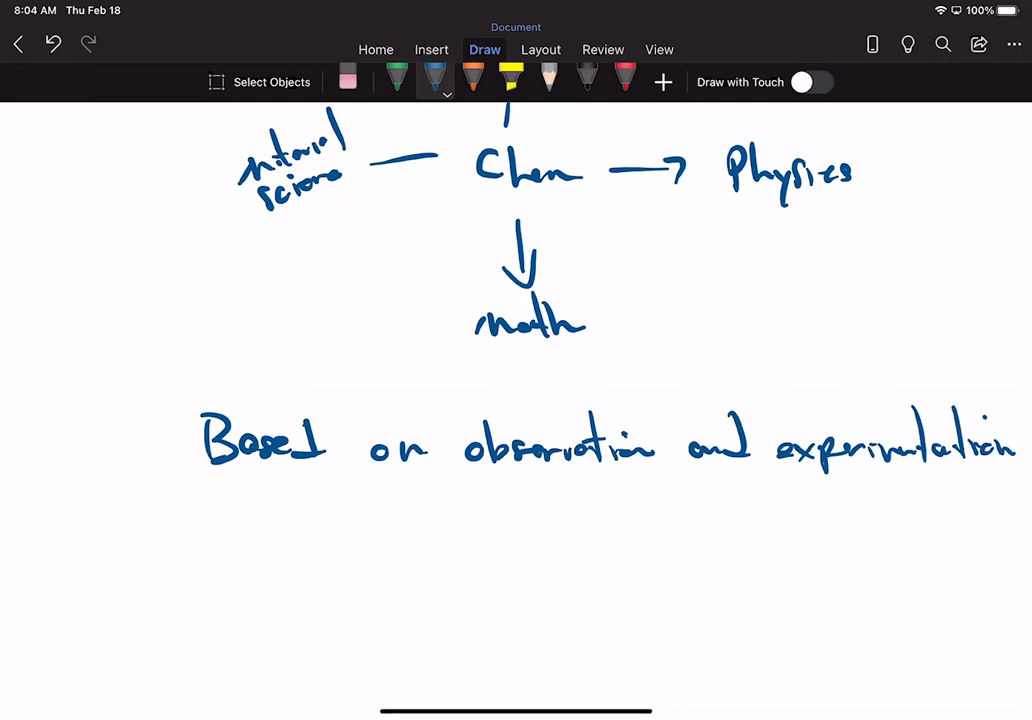 8:04 AM Thu Feb 18 100%
Document
Home Insert Draw Layout Review View
Select Objects Draw with Touch
natural
science
Chem Physics
math
Based on observation and experimentation